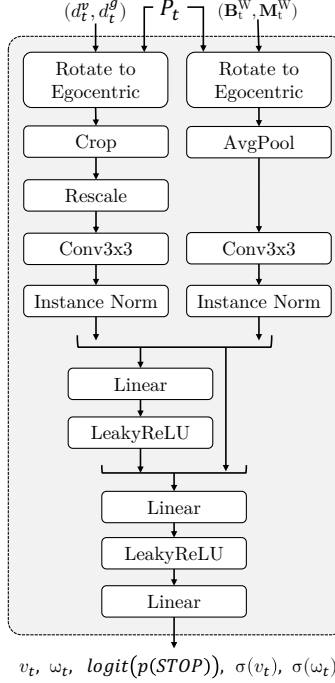 (d_t^v, d_t^g) P_t (B_t^W, M_t^W)
Rotate to Egocentric
Rotate to Egocentric
Crop
AvgPool
Rescale
Conv3x3
Conv3x3
Instance Norm
Instance Norm
Linear
LeakyReLU
Linear
LeakyReLU
Linear
v_t, ω_t, logit(p(STOP)), σ(v_t), σ(ω_t)